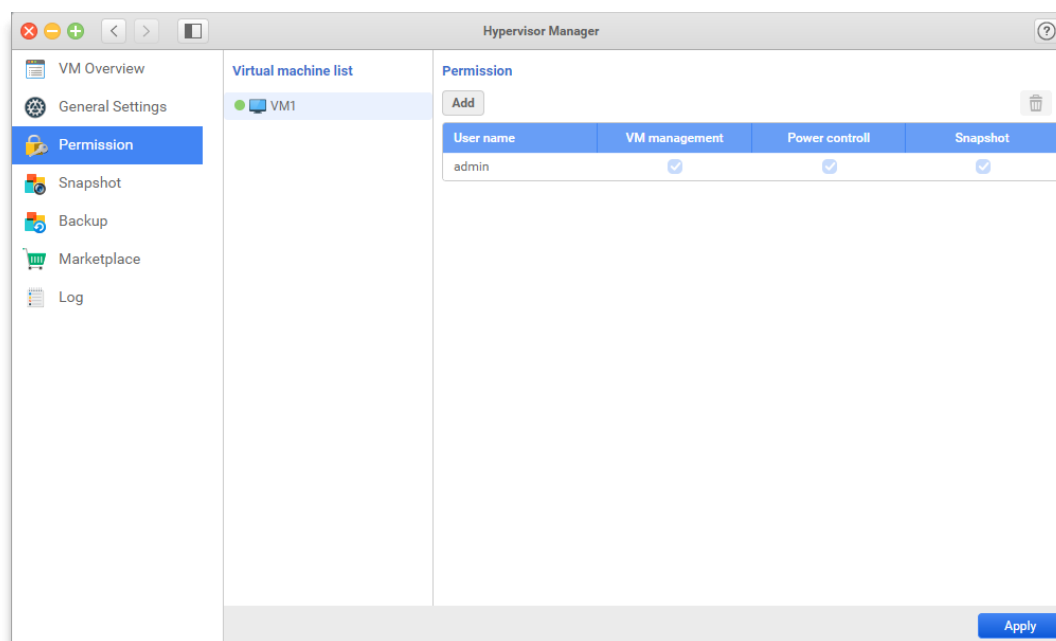 Hypervisor Manager
?
VM Overview
General Settings
Permission
Snapshot
Backup
Marketplace
Log
Virtual machine list
VM1
Permission
Add
User name VM management Power controll Snapshot
admin
Apply